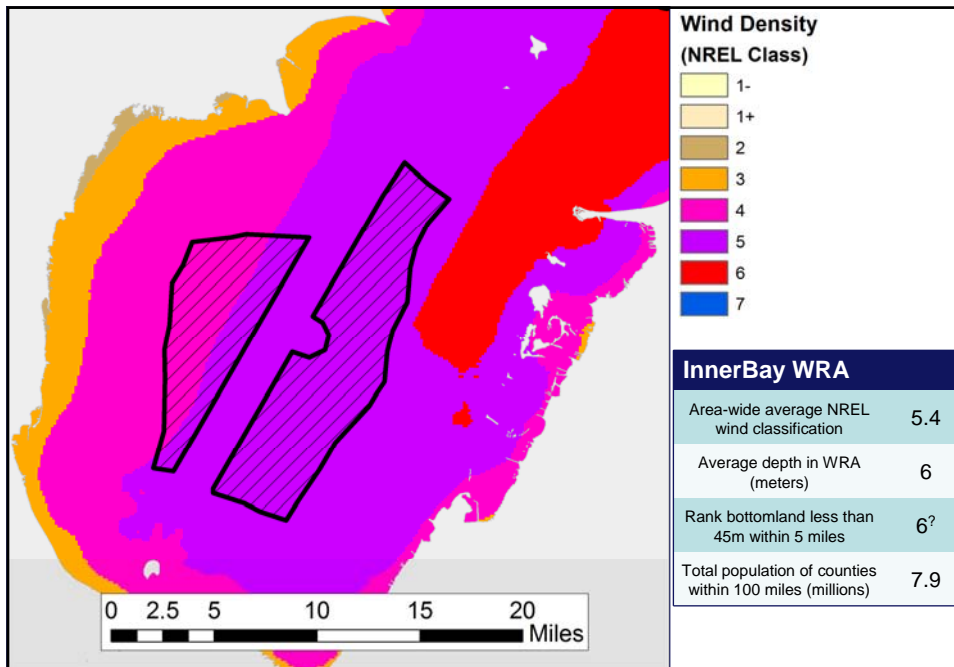 Wind Density
(NREL Class)
1-
1+
2
3
4
5
6
7
InnerBay WRA
Area-wide average NREL
wind classification
5.4
Average depth in WRA
(meters)
6
Rank bottomland less than
45m within 5 miles
6?
Total population of counties
within 100 miles (millions)
7.9
0 2.5 5 10 15 20
Miles